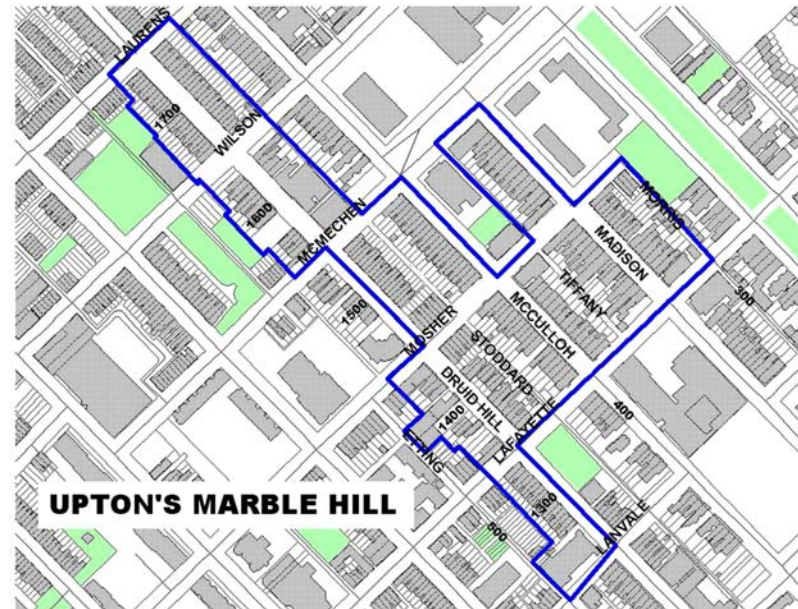 LAURENS
1700
WILSON
1600
MCMECHEN
MORRIS
MADISON
TIFFANY
300
1500
MOSHER
MCCULLOH
STODDARD
DRUID HILL
1400
LAFAYETTE
400
ETTING
UPTON'S MARBLE HILL
1300
500
LANVALE